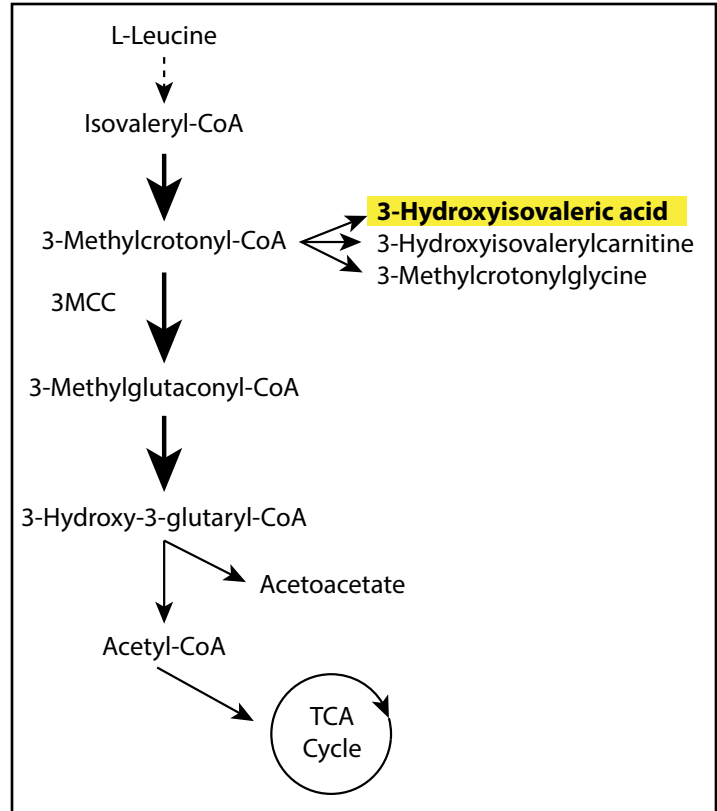 L-Leucine
Isovaleryl-CoA
3-Methylcrotonyl-CoA
3-Hydroxyisovaleric acid
3-Hydroxyisovalerylcarnitine
3-Methylcrotonylglycine
3MCC
3-Methylglutaconyl-CoA
3-Hydroxy-3-glutaryl-CoA
Acetoacetate
Acetyl-CoA
TCA
Cycle